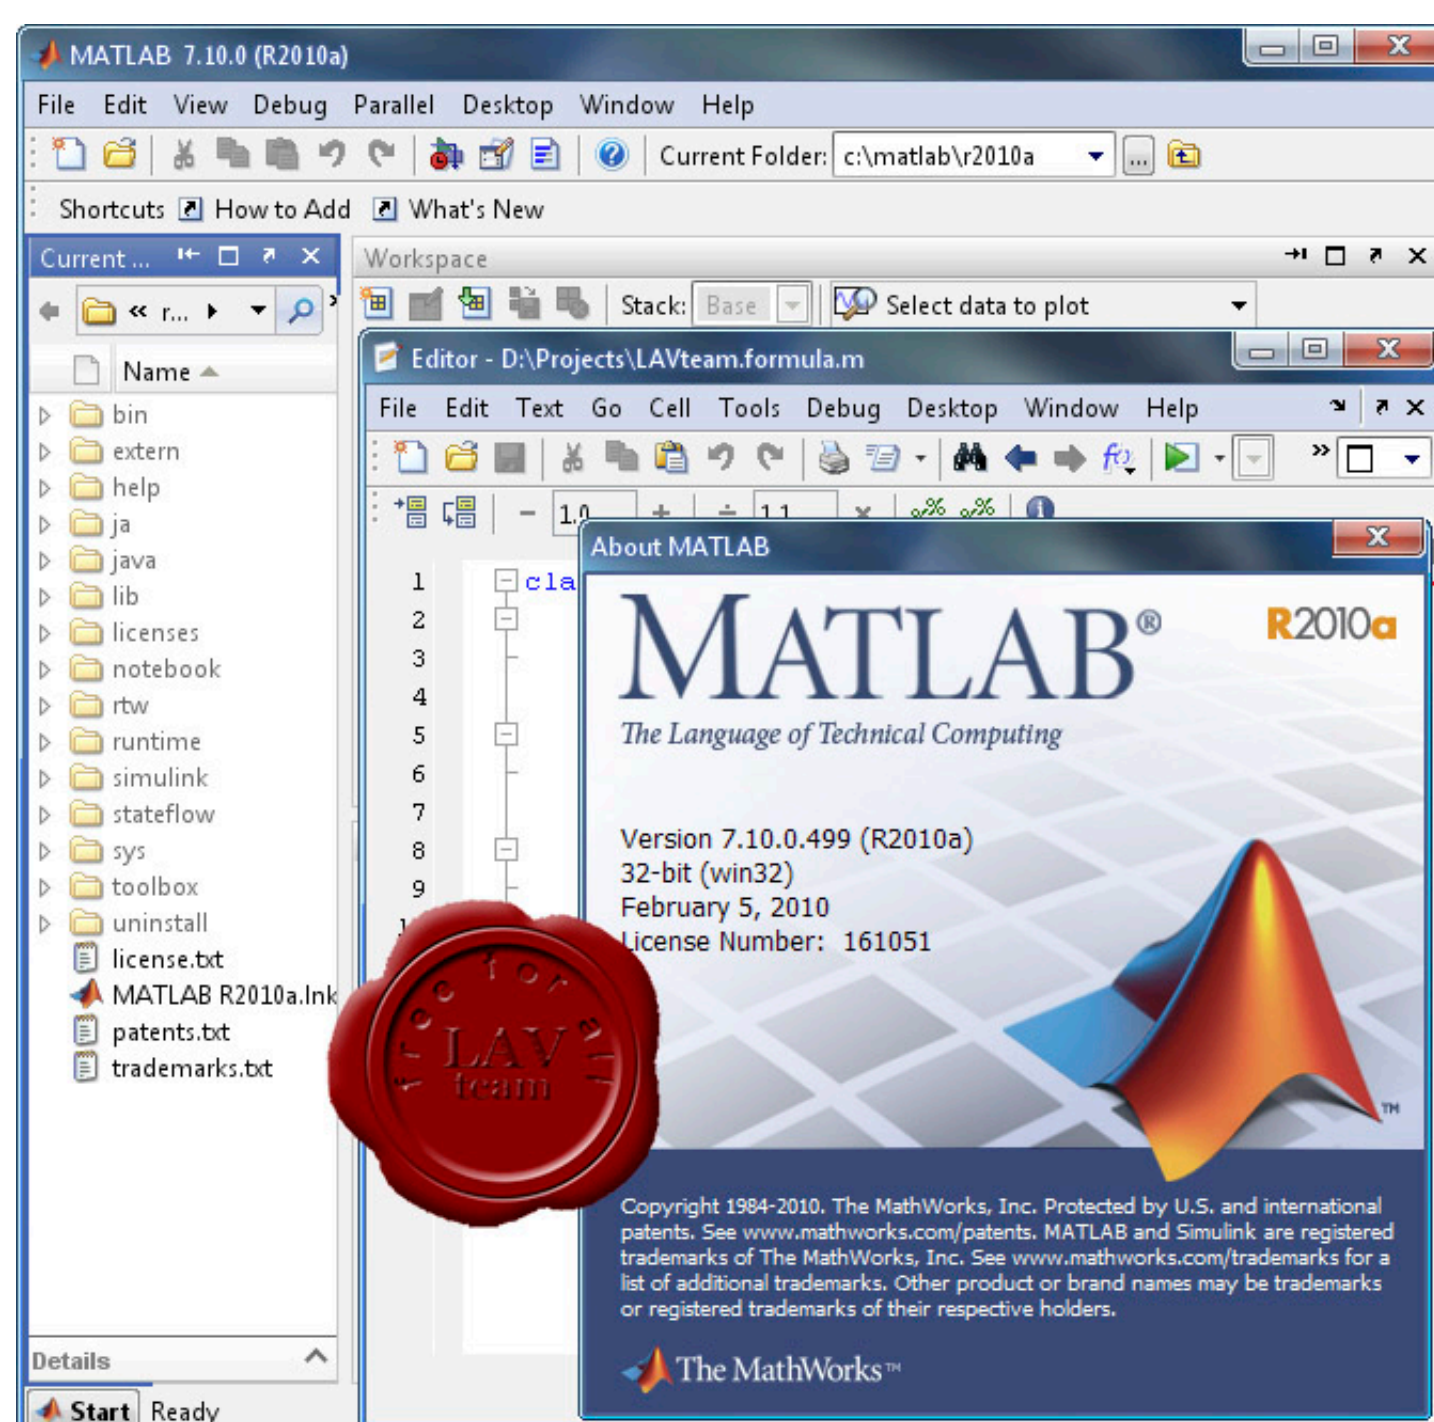 MATLAB 7.10.0 (R2010a)
File Edit View Debug Parallel Desktop Window Help
Current Folder: c:\matlab\r2010a ...
Shortcuts How to Add What's New
Current ...
Workspace
« r...
Stack: Base Select data to plot
Name
Editor - D:\Projects\LAVteam.formula.m
File Edit Text Go Cell Tools Debug Desktop Window Help
- 1.0 + ÷ 1.1 ×
bin
extern
help
ja
java
lib
licenses
notebook
rtw
runtime
simulink
stateflow
sys
toolbox
uninstall
license.txt
MATLAB R2010a.lnk
patents.txt
trademarks.txt
1 cla
2
3
4
5
6
7
8
9
About MATLAB
MATLAB®
R2010a
The Language of Technical Computing
Version 7.10.0.499 (R2010a)
32-bit (win32)
February 5, 2010
License Number: 161051
TM
free for all
LAV
team
Copyright 1984-2010. The MathWorks, Inc. Protected by U.S. and international
patents. See www.mathworks.com/patents. MATLAB and Simulink are registered
trademarks of The MathWorks, Inc. See www.mathworks.com/trademarks for a
list of additional trademarks. Other product or brand names may be trademarks
or registered trademarks of their respective holders.
The MathWorks™
Details
Start Ready